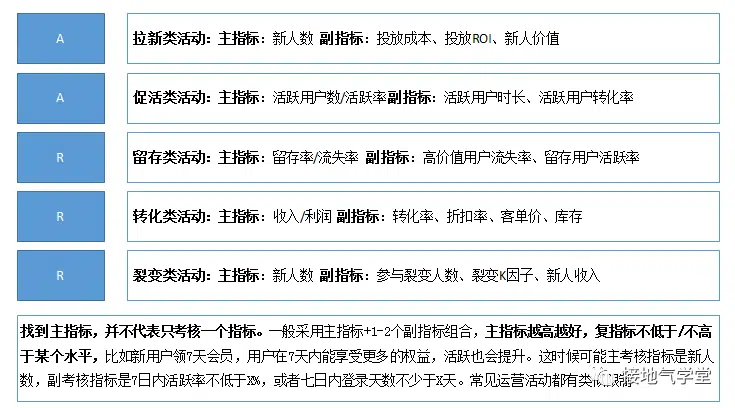 A
拉新类活动：主指标：新人数 副指标：投放成本、投放ROI、新人价值
A
促活类活动：主指标：活跃用户数/活跃率副指标：活跃用户时长、活跃用户转化率
R
留存类活动：主指标：留存率/流失率 副指标：高价值用户流失率、留存用户活跃率
R
转化类活动：主指标：收入/利润 副指标：转化率、折扣率、客单价、库存
R
裂变类活动：主指标：新人数 副指标：参与裂变人数、裂变K因子、新人收入
找到主指标，并不代表只考核一个指标。一般采用主指标+1-2个副指标组合，主指标越高越好，复指标不低于/不高
于某个水平，比如新用户领7天会员，用户在7天内能享受更多的权益，活跃也会提升。这时候可能主考核指标是新人
数，副考核指标是7日内活跃率不低于X%，或者七日内登录天数不少于X天。常见运营活动都有类似
接地气学堂